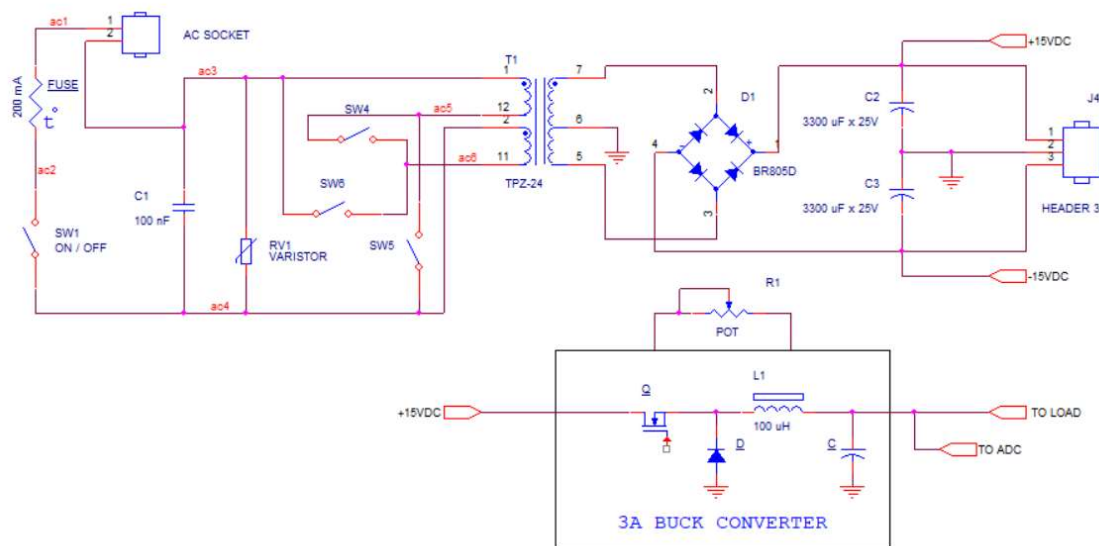 ac1
1
2
AC SOCKET
200 mA
FUSE
t°
ac2
SW1
ON / OFF
C1
100 nF
ac3
RV1
VARISTOR
ac4
SW4
SW6
SW5
ac5
ac6
T1
1
12
2
11
7
6
5
TPZ-24
2
D1
4
1
3
-
+
BR805D
+15VDC
C2
3300 uF x 25V
C3
3300 uF x 25V
J4
1
2
3
HEADER 3
-15VDC
R1
POT
+15VDC
Q
D
L1
100 uH
C
TO LOAD
TO ADC
3A BUCK CONVERTER